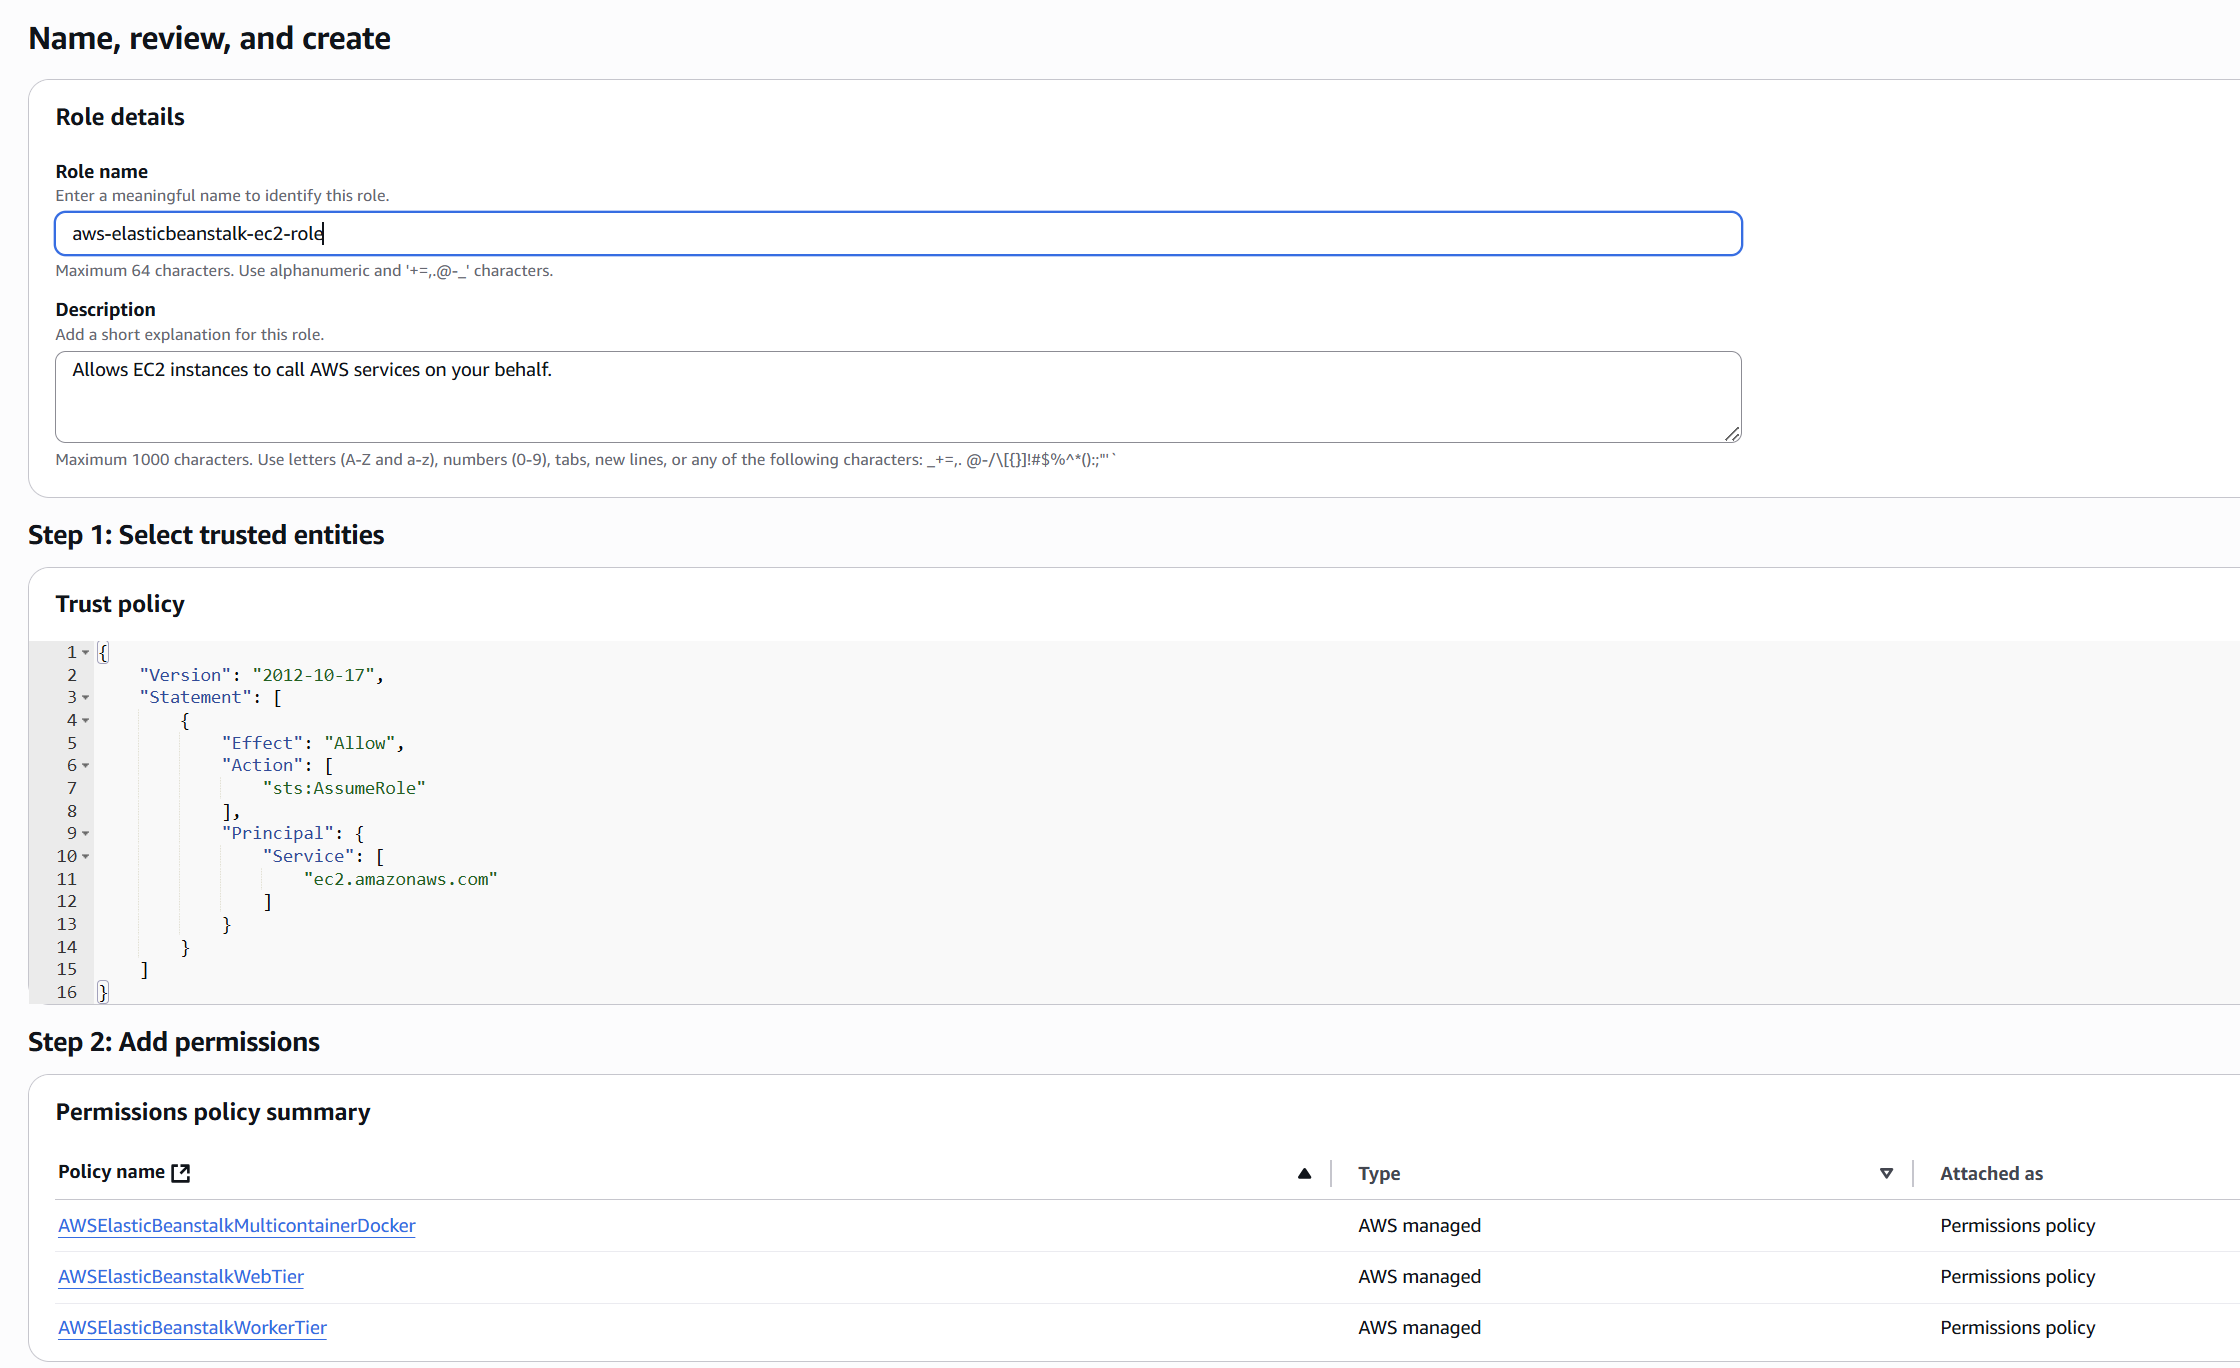 Name, review, and create
Role details
Role name
Enter a meaningful name to identify this role.
aws-elasticbeanstalk-ec2-role
Maximum 64 characters. Use alphanumeric and '+=,.@-_' characters.
Description
Add a short explanation for this role.
Allows EC2 instances to call AWS services on your behalf.
Maximum 1000 characters. Use letters (A-Z and a-z), numbers (0-9), tabs, new lines, or any of the following characters: _+=,. @-/\[{}]!#$%^*();:"'`
Step 1: Select trusted entities
Trust policy
1 {
2     "Version": "2012-10-17",
3     "Statement": [
4         {
5             "Effect": "Allow",
6             "Action": [
7                 "sts:AssumeRole"
8             ],
9             "Principal": {
10                 "Service": [
11                     "ec2.amazonaws.com"
12                 ]
13             }
14         }
15     ]
16 }
Step 2: Add permissions
Permissions policy summary
Policy name Type Attached as
AWSElasticBeanstalkMulticontainerDocker AWS managed Permissions policy
AWSElasticBeanstalkWebTier AWS managed Permissions policy
AWSElasticBeanstalkWorkerTier AWS managed Permissions policy